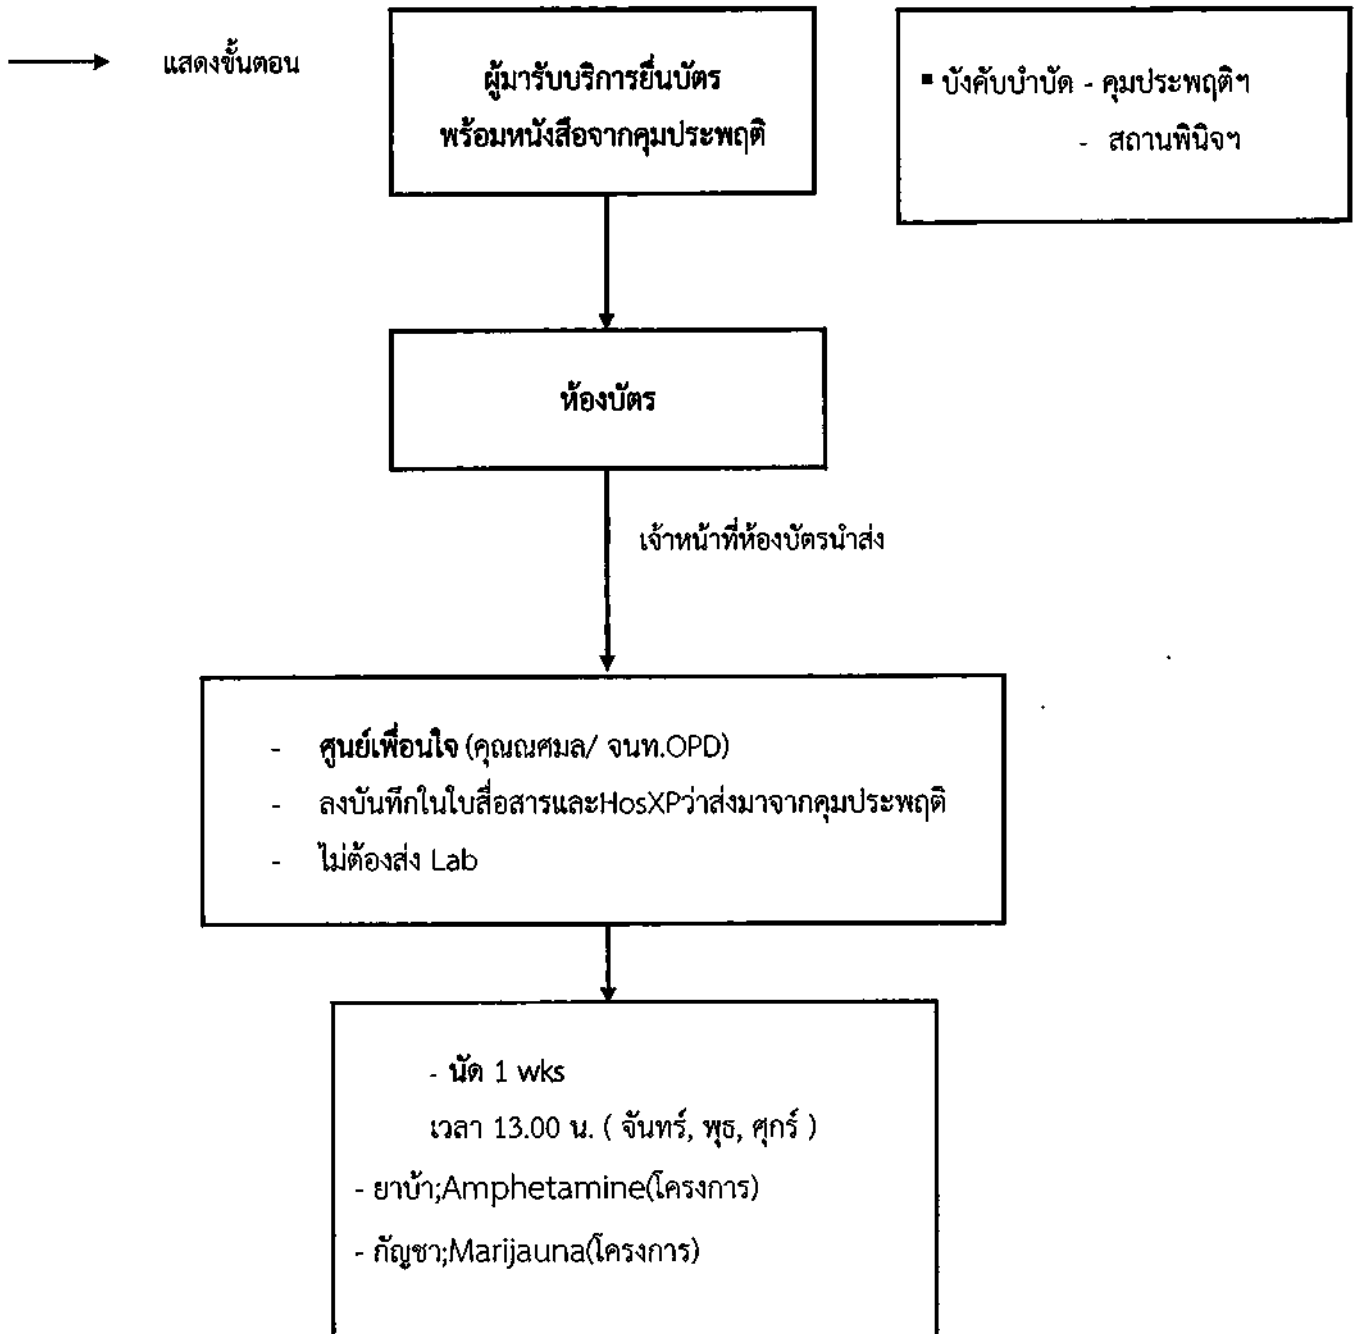 แสดงขั้นตอน
ผู้มารับบริการยื่นบัตร
พร้อมหนังสือจากคุมประพฤติ
▪ บังคับบำบัด - คุมประพฤติฯ
- สถานพินิจฯ
ห้องบัตร
เจ้าหน้าที่ห้องบัตรนำส่ง
- ศูนย์เพื่อนใจ (คุณณศมล/ จนท.OPD)
- ลงบันทึกในใบสื่อสารและHosXPว่าส่งมาจากคุมประพฤติ
- ไม่ต้องส่ง Lab
- นัด 1 wks
เวลา 13.00 น. ( จันทร์, พุธ, ศุกร์ )
- ยาบ้า;Amphetamine(โครงการ)
- กัญชา;Marijauna(โครงการ)